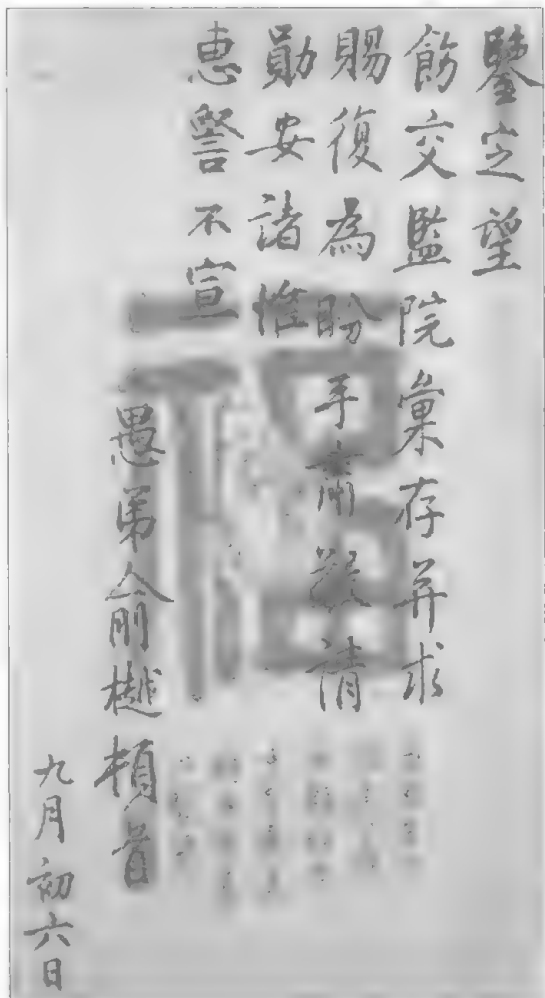 鑒定望
飭交監院彙存并求
賜復為盼手肅敬請
勛安諸惟
惠詧不宣
愚弟俞樾頓首
九月初六日